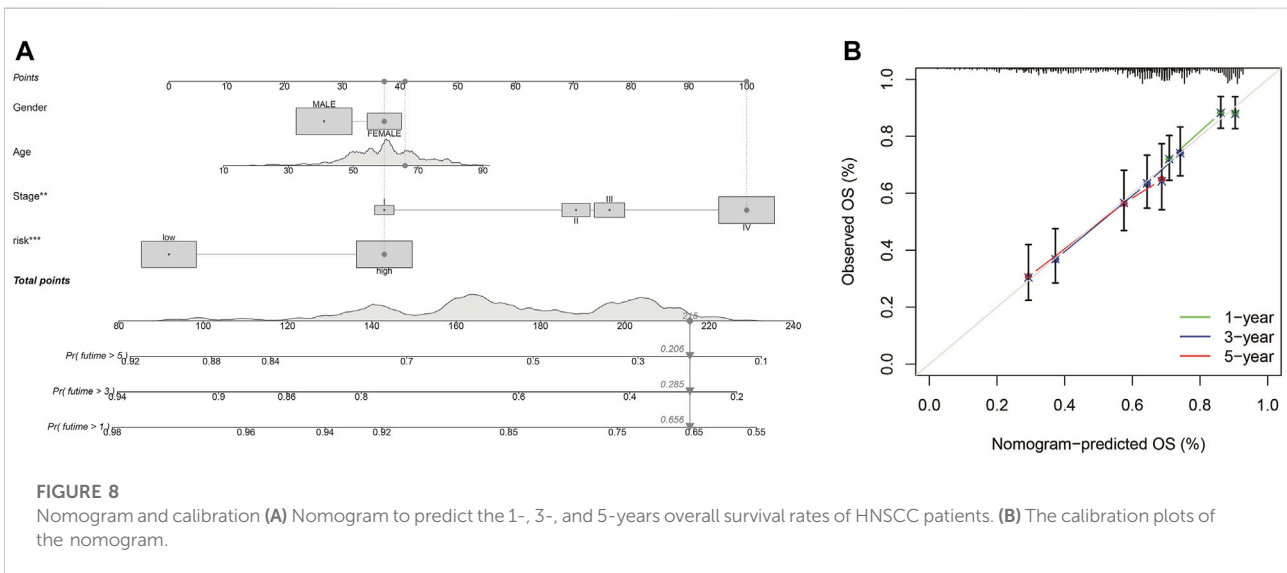 A
Points
0 10 20 30 40 50 60 70 80 90 100
Gender
MALE
FEMALE
Age
10 30 50 70 90
Stage**
I
II
III
IV
risk***
low
high
Total points
80 100 120 140 160 180 200 220 240
215
Pr( futime > 5 )
0.92 0.88 0.84 0.7 0.5 0.3 0.1
0.206
Pr( futime > 3 )
0.94 0.9 0.86 0.8 0.6 0.4 0.2
0.285
Pr( futime > 1 )
0.98 0.96 0.94 0.92 0.85 0.75 0.65 0.55
0.656
B
Observed OS (%)
1.0
0.8
0.6
0.4
0.2
0.0
0.0 0.2 0.4 0.6 0.8 1.0
Nomogram-predicted OS (%)
1-year
3-year
5-year
FIGURE 8
Nomogram and calibration (A) Nomogram to predict the 1-, 3-, and 5-years overall survival rates of HNSCC patients. (B) The calibration plots of
the nomogram.